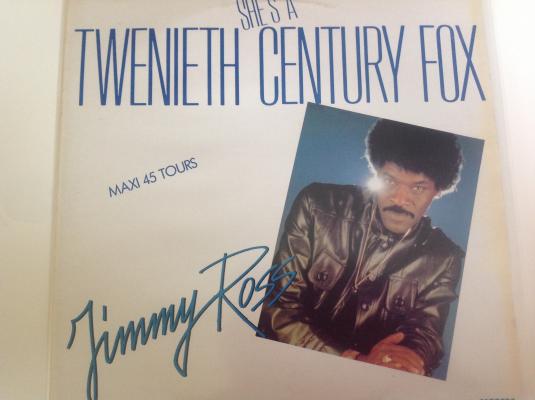 SHE'S A
TWENIETH CENTURY FOX
MAXI 45 TOURS
Jimmy Ross